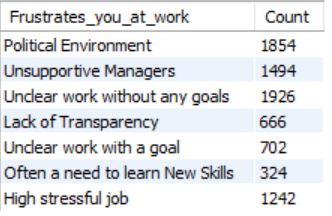 Frustrates_you_at_work Count
Political Environment 1854
Unsupportive Managers 1494
Unclear work without any goals 1926
Lack of Transparency 666
Unclear work with a goal 702
Often a need to learn New Skills 324
High stressful job 1242